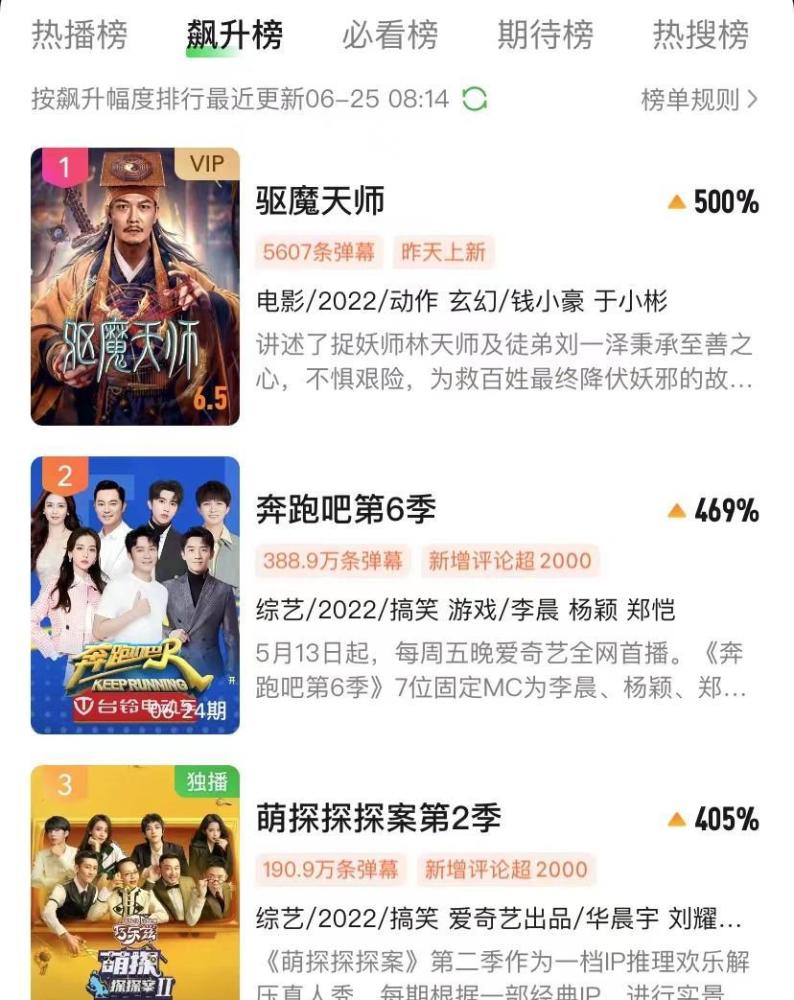 热播榜 飙升榜 必看榜 期待榜 热搜榜
按飙升幅度排行最近更新06-25 08:14 榜单规则
1 VIP
驱魔天师 500%
5607条弹幕 昨天上新
电影/2022/动作 玄幻/钱小豪 于小彬
讲述了捉妖师林天师及徒弟刘一泽秉承至善之
心，不惧艰险，为救百姓最终降伏妖邪的故...
驱魔天师
6.5
2
奔跑吧第6季 469%
388.9万条弹幕 新增评论超2000
综艺/2022/搞笑 游戏/李晨 杨颖 郑恺
5月13日起，每周五晚爱奇艺全网首播。《奔
跑吧第6季》7位固定MC为李晨、杨颖、郑...
奔跑吧
KEEP RUNNING
台铃电动车
06-24期
3 独播
萌探探探案第2季 405%
190.9万条弹幕 新增评论超2000
综艺/2022/搞笑 爱奇艺出品/华晨宇 刘耀...
《萌探探探案》第二季作为一档IP推理欢乐解
压真人秀，每期根据一部经典IP，进行实景
巧乐兹
萌探
探探案II